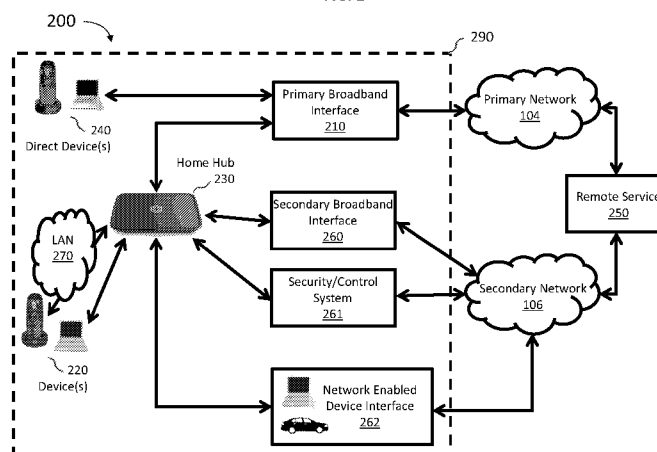 200
290
240
Direct Device(s)
Primary Broadband
Interface
210
Primary Network
104
Home Hub
230
Remote Service
250
LAN
270
Secondary Broadband
Interface
260
Security/Control
System
261
Secondary Network
106
220
Device(s)
Network Enabled
Device Interface
262